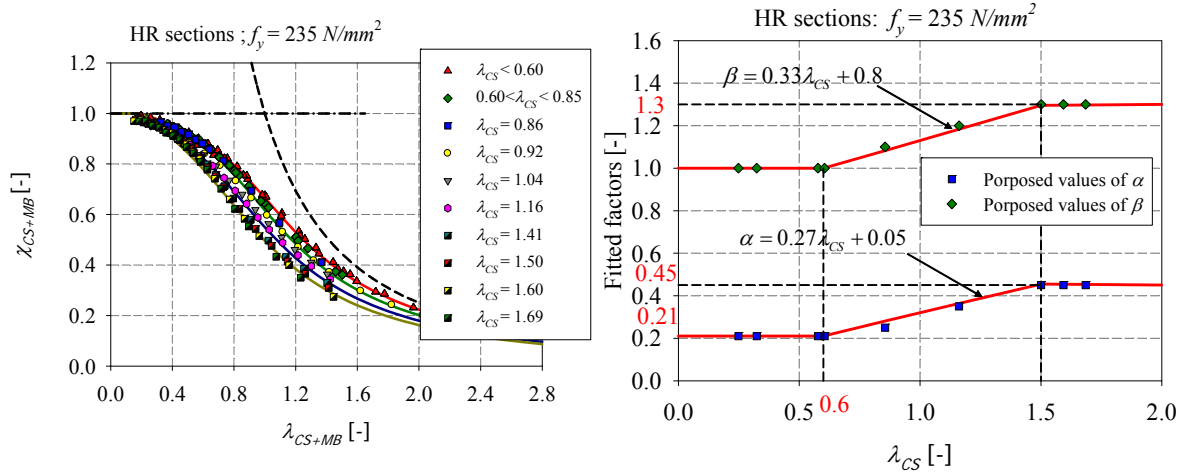 HR sections ; f_y = 235 N/mm²
1.2
1.0
0.8
0.6
0.4
0.2
0.0
χ_CS+MB [-]
0.0 0.4 0.8 1.2 1.6 2.0 2.4 2.8
λ_CS+MB [-]
λ_CS < 0.60
0.60<λ_CS < 0.85
λ_CS = 0.86
λ_CS = 0.92
λ_CS = 1.04
λ_CS = 1.16
λ_CS = 1.41
λ_CS = 1.50
λ_CS = 1.60
λ_CS = 1.69
HR sections: f_y = 235 N/mm²
1.6
1.4
1.3
1.2
1.0
0.8
0.6
0.45
0.4
0.21
0.2
0.0
Fitted factors [-]
β = 0.33λ_CS + 0.8
Porposed values of α
Porposed values of β
α = 0.27λ_CS + 0.05
0.0 0.5 0.6 1.0 1.5 2.0
λ_CS [-]